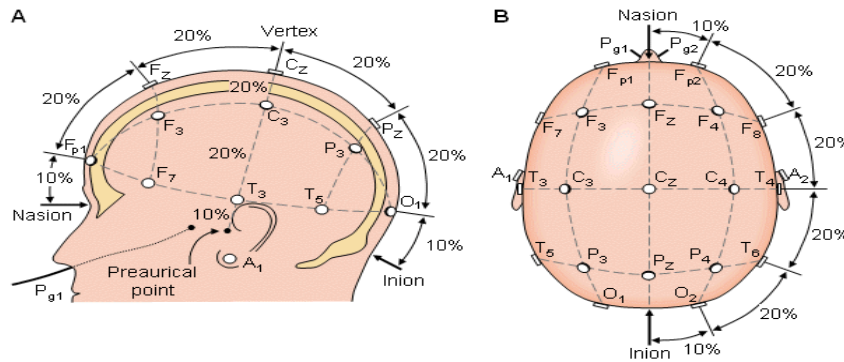 A
20%
Vertex
20%
Fz
Cz
20%
20%
20%
Pz
Fp1
F3
C3
20%
P3
20%
10%
F7
T3
T5
O1
Nasion
10%
10%
Preaurical
point
A1
Inion
Pg1
B
Nasion
10%
Pg1
Pg2
20%
Fp1
Fp2
F7
F3
Fz
F4
F8
20%
A1
T3
C3
Cz
C4
T4
A2
20%
T5
P3
Pz
P4
T6
O1
O2
20%
Inion
10%